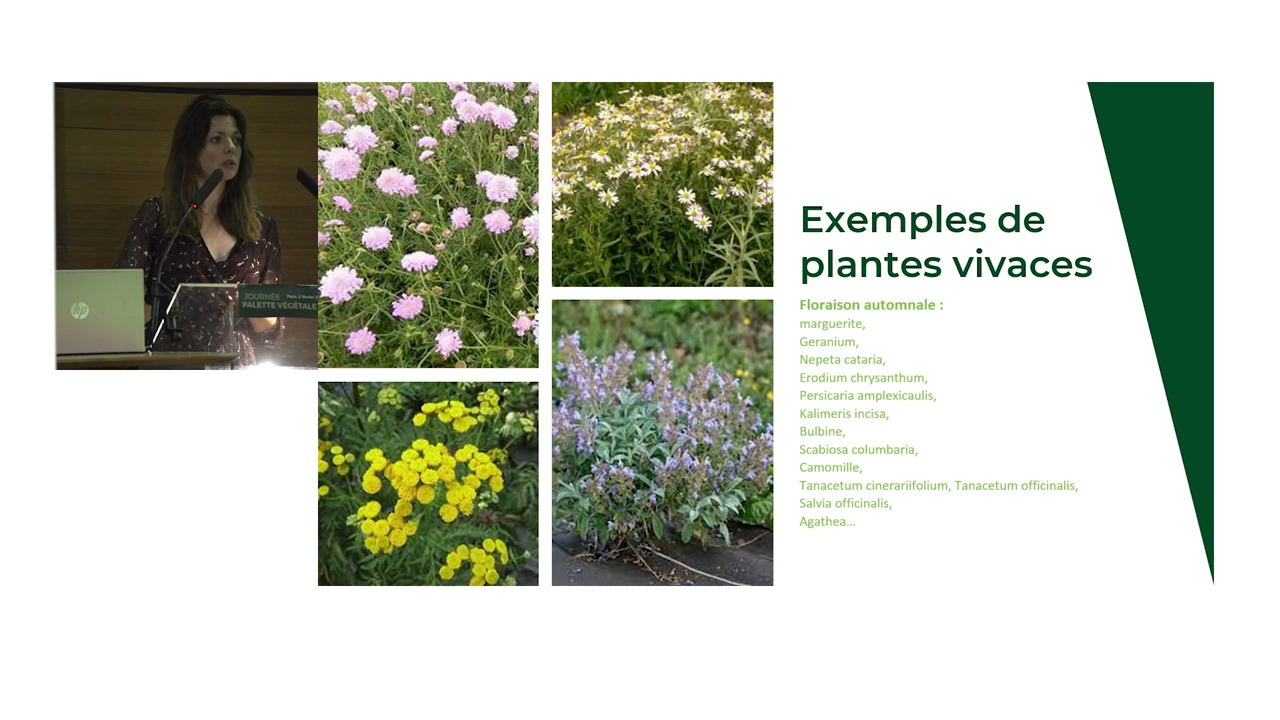 hp
JOURNÉE
PALETTE VÉGÉTALE
Exemples de
plantes vivaces
Floraison automnale :
marguerite,
Geranium,
Nepeta cataria,
Erodium chrysanthum,
Persicaria amplexicaulis,
Kalimeris incisa,
Bulbine,
Scabiosa columbaria,
Camomille,
Tanacetum cinerariifolium, Tanacetum officinalis,
Salvia officinalis,
Agathea...